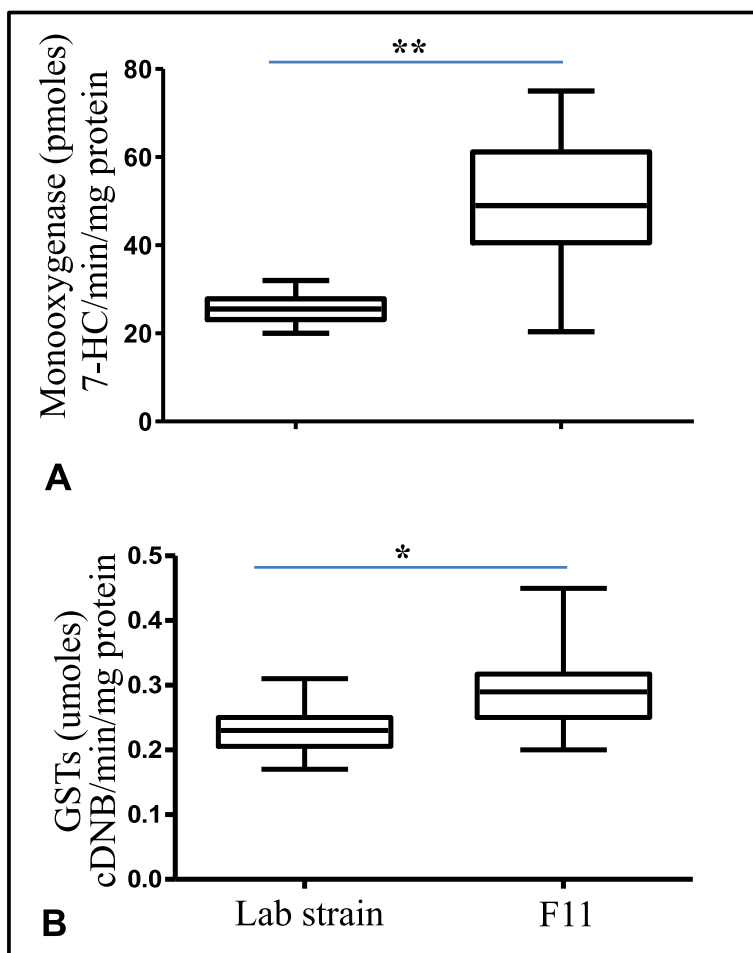 Monooxygenase (pmoles)
7-HC/min/mg protein
**
80
60
40
20
0
A
GSTs (umoles)
cDNB/min/mg protein
*
0.5
0.4
0.3
0.2
0.1
0.0
Lab strain F11
B